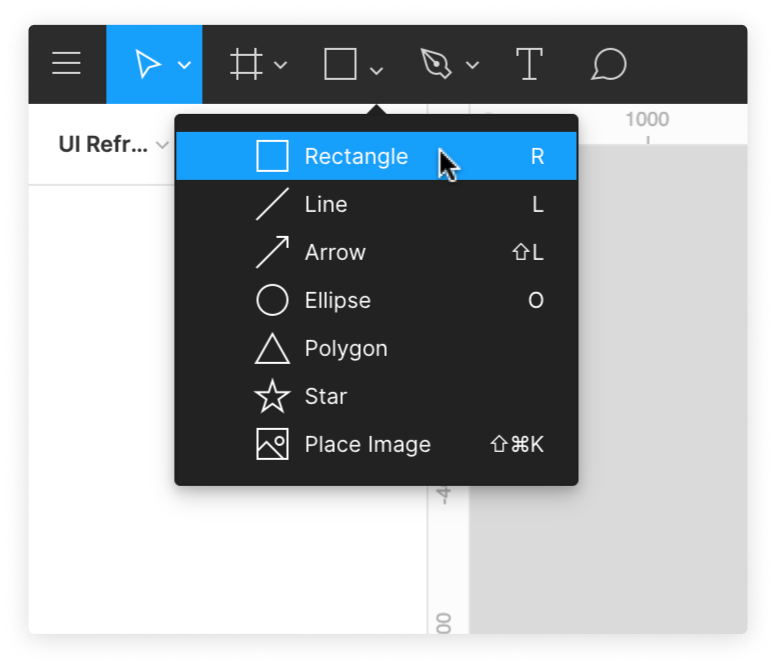 UI Refr...
1000
Rectangle R
Line L
Arrow ⇧L
Ellipse O
Polygon
Star
Place Image ⇧⌘K
-4
00